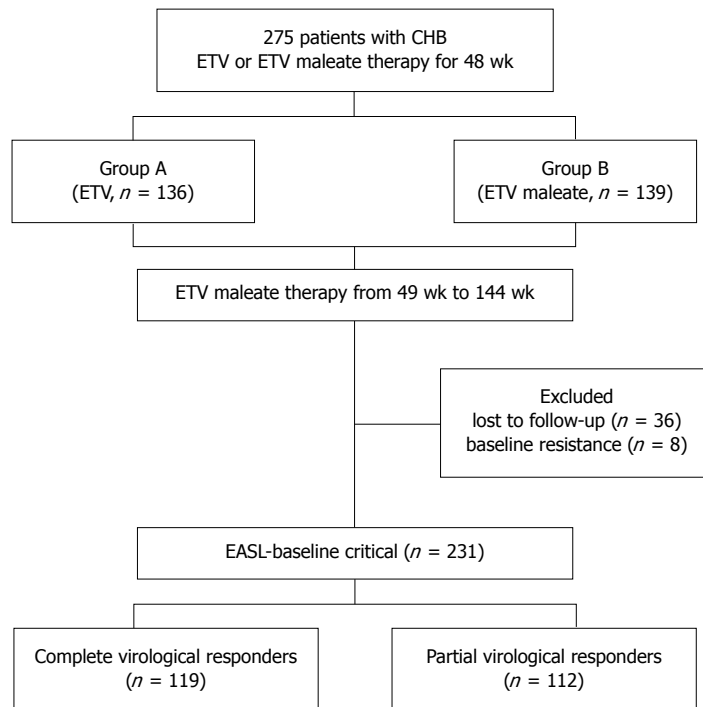 275 patients with CHB
ETV or ETV maleate therapy for 48 wk
Group A
(ETV, n = 136)
Group B
(ETV maleate, n = 139)
ETV maleate therapy from 49 wk to 144 wk
Excluded
lost to follow-up (n = 36)
baseline resistance (n = 8)
EASL-baseline critical (n = 231)
Complete virological responders
(n = 119)
Partial virological responders
(n = 112)